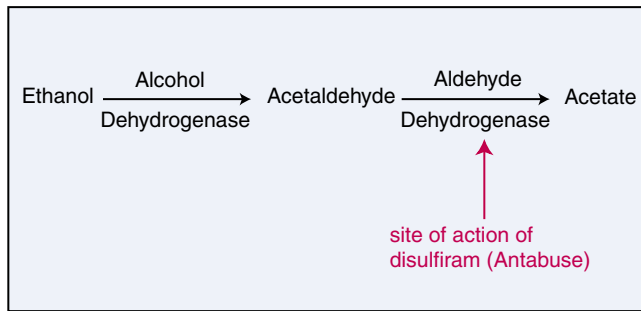 Alcohol
Aldehyde
Ethanol
Acetaldehyde
Acetate
Dehydrogenase
Dehydrogenase
site of action of
disulfiram (Antabuse)